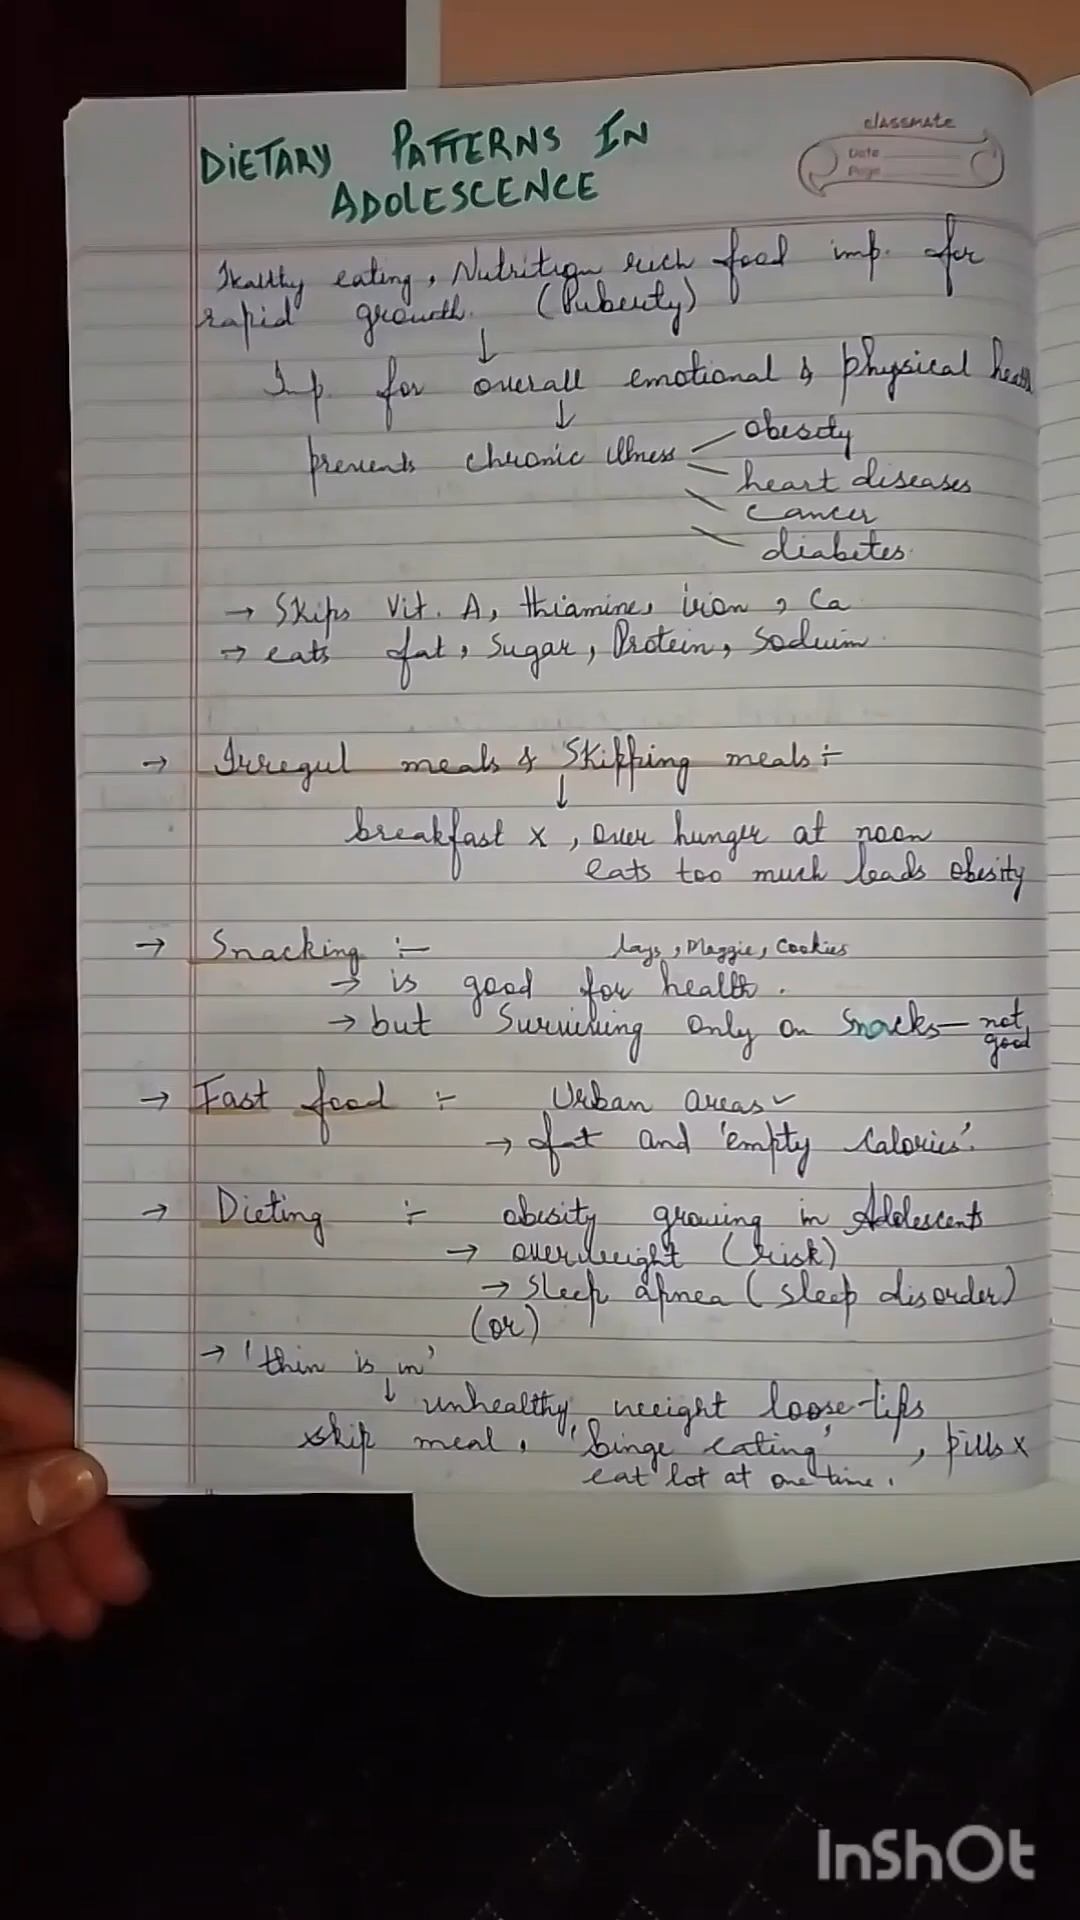 DIETARY PATTERNS IN
ADOLESCENCE
classmate
Date
Page
Healthy eating, Nutrition rich food imp. for
rapid growth. (Puberty)
↓
Imp. for overall emotional & physical health
↓
prevents chronic illness
obesity
heart diseases
cancer
diabetes.
→ Skips Vit. A, thiamine, iron, Ca
→ eats fat, Sugar, Protein, Sodium.
→ Irregul meals & Skipping meals :-
↓
breakfast x, over hunger at noon
eats too much leads obesity
→ Snacking :- lays, Maggie, Cookies
→ is good for health.
→ but Surviving only on Snacks— not
good
→ Fast food :- Urban areas ✓
→ fat and 'empty Calories'.
→ Dieting :- obesity growing in Adolescents
→ overweight (risk)
→ Sleep apnea (sleep disorder)
(or)
→ 'thin is in'
↓ unhealthy weight loose-tips
skip meal, 'binge eating', pills x
eat lot at one time.
InShOt